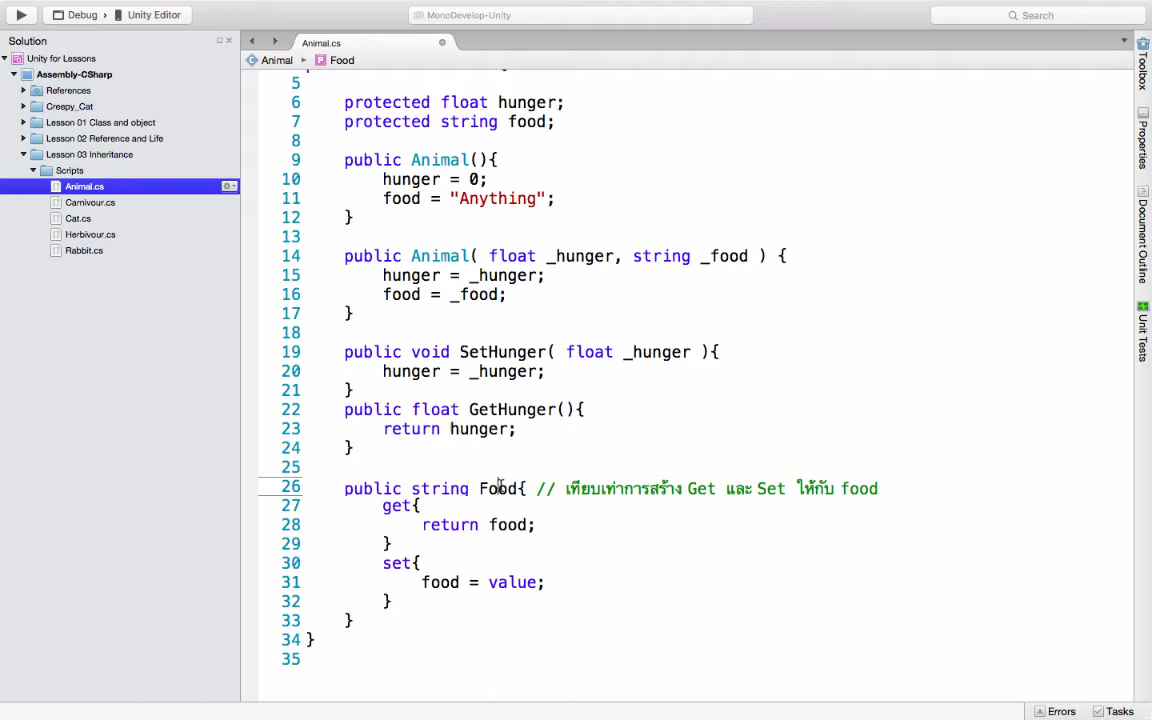 Debug
Unity Editor
MonoDevelop-Unity
Search
Solution
Animal.cs
Unity for Lessons
Animal
Food
Assembly-CSharp
References
Creepy_Cat
Lesson 01 Class and object
Lesson 02 Reference and Life
Lesson 03 Inheritance
Scripts
Animal.cs
Carnivour.cs
Cat.cs
Herbivour.cs
Rabbit.cs
5
6 protected float hunger;
7 protected string food;
8
9 public Animal(){
10 hunger = 0;
11 food = "Anything";
12 }
13
14 public Animal( float _hunger, string _food ) {
15 hunger = _hunger;
16 food = _food;
17 }
18
19 public void SetHunger( float _hunger ){
20 hunger = _hunger;
21 }
22 public float GetHunger(){
23 return hunger;
24 }
25
26 public string Food{ // เทียบเท่าการสร้าง Get และ Set ให้กับ food
27 get{
28 return food;
29 }
30 set{
31 food = value;
32 }
33 }
34 }
35
Toolbox
Properties
Document Outline
Unit Tests
Errors
Tasks